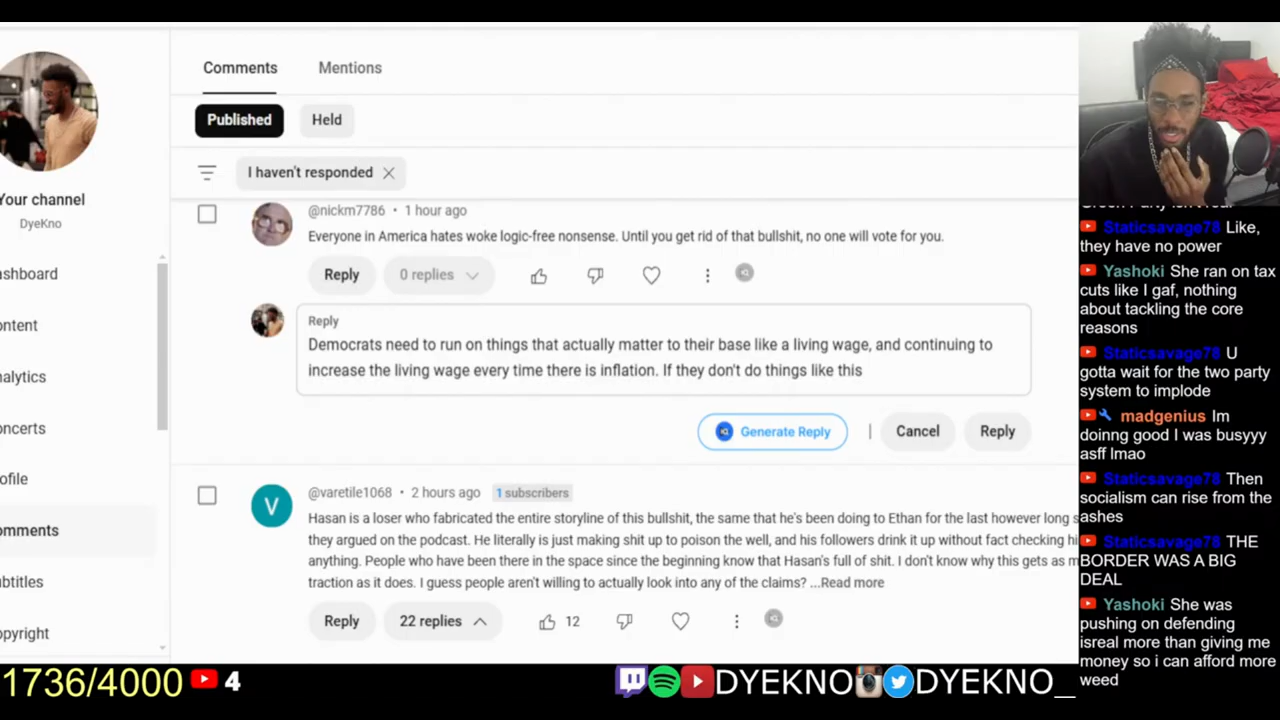 Comments
Mentions
Published
Held
I haven't responded
Your channel
DyeKno
ashboard
ontent
nalytics
oncerts
ofile
omments
ubtitles
opyright
@nickm7786 • 1 hour ago
Everyone in America hates woke logic-free nonsense. Until you get rid of that bullshit, no one will vote for you.
Reply
0 replies
Reply
Democrats need to run on things that actually matter to their base like a living wage, and continuing to
increase the living wage every time there is inflation. If they don't do things like this
Generate Reply
Cancel
Reply
V
@varetile1068 • 2 hours ago
1 subscribers
Hasan is a loser who fabricated the entire storyline of this bullshit, the same that he's been doing to Ethan for the last however long s
they argued on the podcast. He literally is just making shit up to poison the well, and his followers drink it up without fact checking hi
anything. People who have been there in the space since the beginning know that Hasan's full of shit. I don't know why this gets as m
traction as it does. I guess people aren't willing to actually look into any of the claims? ...Read more
Reply
22 replies
12
Staticsavage78 Like,
they have no power
Yashoki She ran on tax
cuts like I gaf, nothing
about tackling the core
reasons
Staticsavage78 U
gotta wait for the two party
system to implode
madgenius Im
doinng good I was busyyy
asff lmao
Staticsavage78 Then
socialism can rise from the
ashes
Staticsavage78 THE
BORDER WAS A BIG
DEAL
Yashoki She was
pushing on defending
isreal more than giving me
money so i can afford more
weed
1736/4000
4
DYEKNO
DYEKNO_